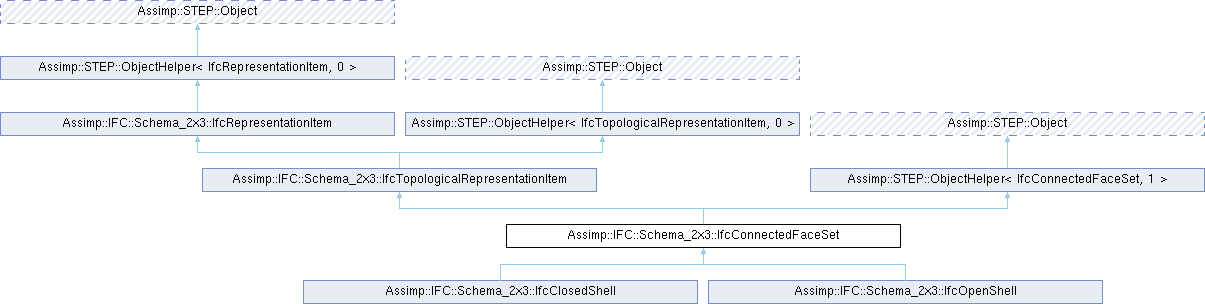 Assimp::STEP::Object
Assimp::STEP::ObjectHelper< IfcRepresentationItem, 0 >
Assimp::STEP::Object
Assimp::IFC::Schema_2x3::IfcRepresentationItem
Assimp::STEP::ObjectHelper< IfcTopologicalRepresentationItem, 0 >
Assimp::STEP::Object
Assimp::IFC::Schema_2x3::IfcTopologicalRepresentationItem
Assimp::STEP::ObjectHelper< IfcConnectedFaceSet, 1 >
Assimp::IFC::Schema_2x3::IfcConnectedFaceSet
Assimp::IFC::Schema_2x3::IfcClosedShell
Assimp::IFC::Schema_2x3::IfcOpenShell